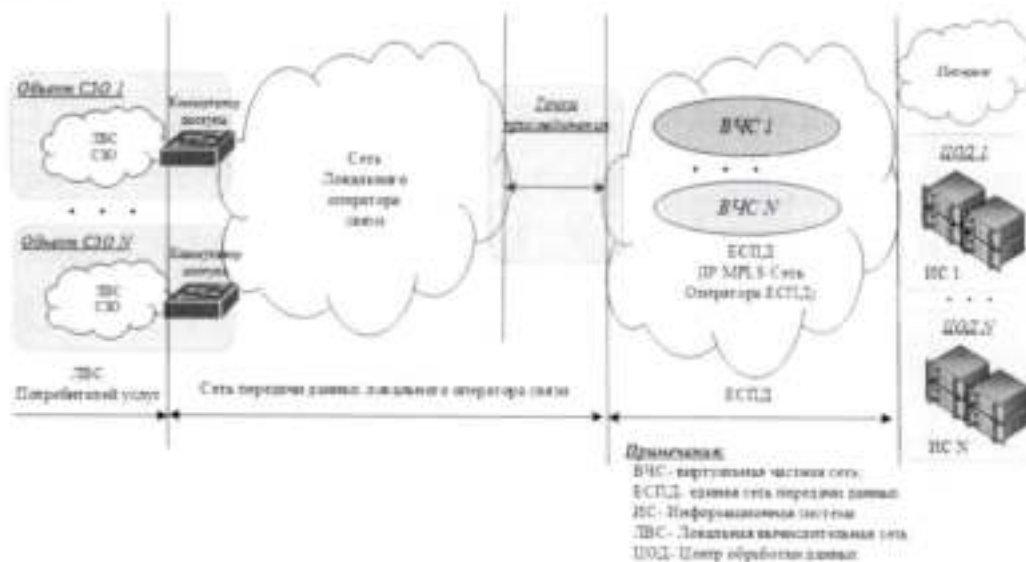 Объект СЗО 1
Коммутатор
доступа
ЛВС
СЗО
Объект СЗО N
Коммутатор
доступа
ЛВС
СЗО
ЛВС
Потребителей услуг
Сеть
Локального
оператора
связи
Сеть передачи данных локального оператора связи
Точка
присоединения
ВЧС 1
ВЧС N
ЕСПД
IP MPLS Сеть
Оператора ЕСПД
ЕСПД
Интернет
ЦОД 1
ИС 1
ЦОД N
ИС N
Примечания
ВЧС- виртуальная частная сеть
ЕСПД- единая сеть передачи данных
ИС- Информационная система
ЛВС- Локальная вычислительная сеть
ЦОД- Центр обработки данных